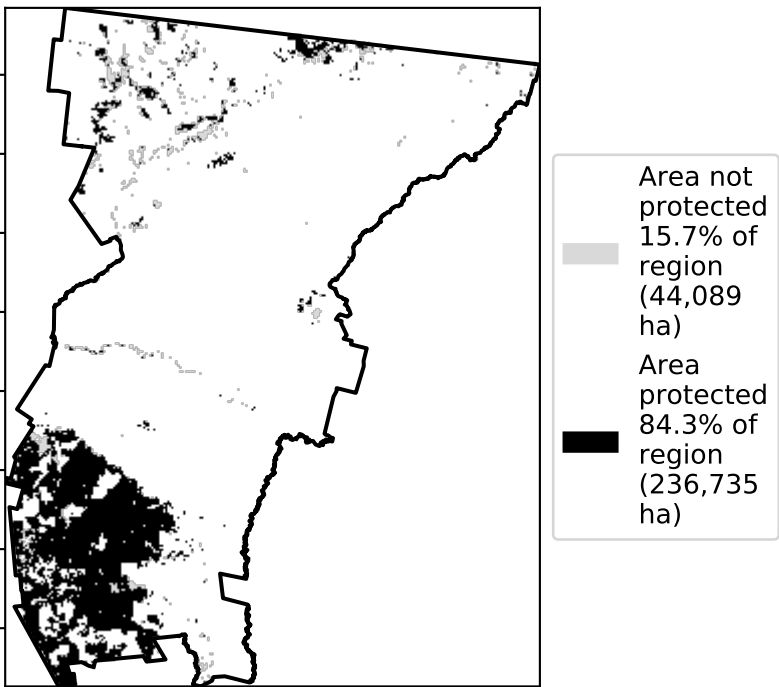 Area not
protected
15.7% of
region
(44,089
ha)
Area
protected
84.3% of
region
(236,735
ha)